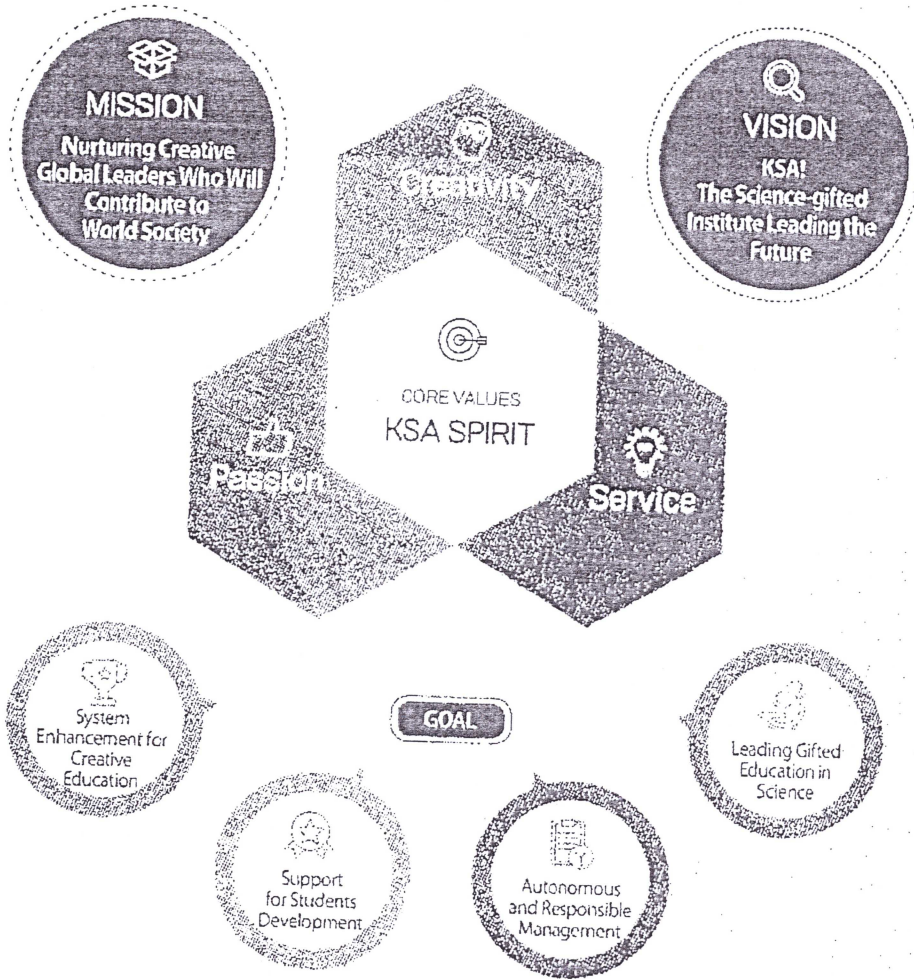 MISSION
Nurturing Creative
Global Leaders Who Will
Contribute to
World Society
VISION
KSA!
The Science-gifted
Institute Leading the
Future
Creativity
CORE VALUES
KSA SPIRIT
Passion
Service
GOAL
System
Enhancement for
Creative
Education
Support
for Students
Development
Autonomous
and Responsible
Management
Leading Gifted
Education in
Science